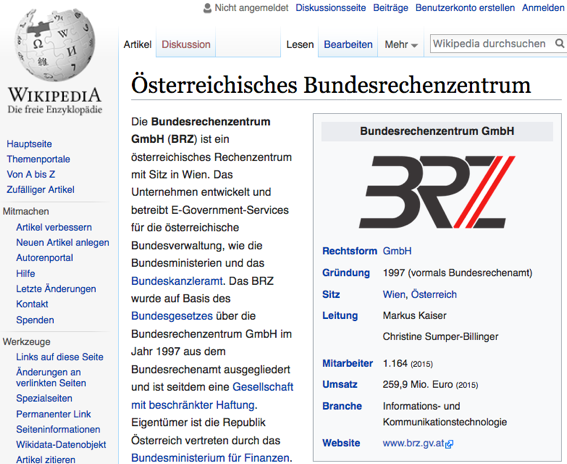 Nicht angemeldet Diskussionsseite Beiträge Benutzerkonto erstellen Anmelden
Artikel Diskussion Lesen Bearbeiten Mehr Wikipedia durchsuchen
WIKIPEDIA
Die freie Enzyklopädie
Hauptseite
Themenportale
Von A bis Z
Zufälliger Artikel
Mitmachen
Artikel verbessern
Neuen Artikel anlegen
Autorenportal
Hilfe
Letzte Änderungen
Kontakt
Spenden
Werkzeuge
Links auf diese Seite
Änderungen an
verlinkten Seiten
Spezialseiten
Permanenter Link
Seiteninformationen
Wikidata-Datenobjekt
Artikel zitieren
Österreichisches Bundesrechenzentrum
Die Bundesrechenzentrum
GmbH (BRZ) ist ein
österreichisches Rechenzentrum
mit Sitz in Wien. Das
Unternehmen entwickelt und
betreibt E-Government-Services
für die österreichische
Bundesverwaltung, wie die
Bundesministerien und das
Bundeskanzleramt. Das BRZ
wurde auf Basis des
Bundesgesetzes über die
Bundesrechenzentrum GmbH im
Jahr 1997 aus dem
Bundesrechenamt ausgegliedert
und ist seitdem eine Gesellschaft
mit beschränkter Haftung.
Eigentümer ist die Republik
Österreich vertreten durch das
Bundesministerium für Finanzen.
Bundesrechenzentrum GmbH
BRZ
Rechtsform GmbH
Gründung 1997 (vormals Bundesrechenamt)
Sitz Wien, Österreich
Leitung Markus Kaiser
Christine Sumper-Billinger
Mitarbeiter 1.164 (2015)
Umsatz 259,9 Mio. Euro (2015)
Branche Informations- und
Kommunikationstechnologie
Website www.brz.gv.at